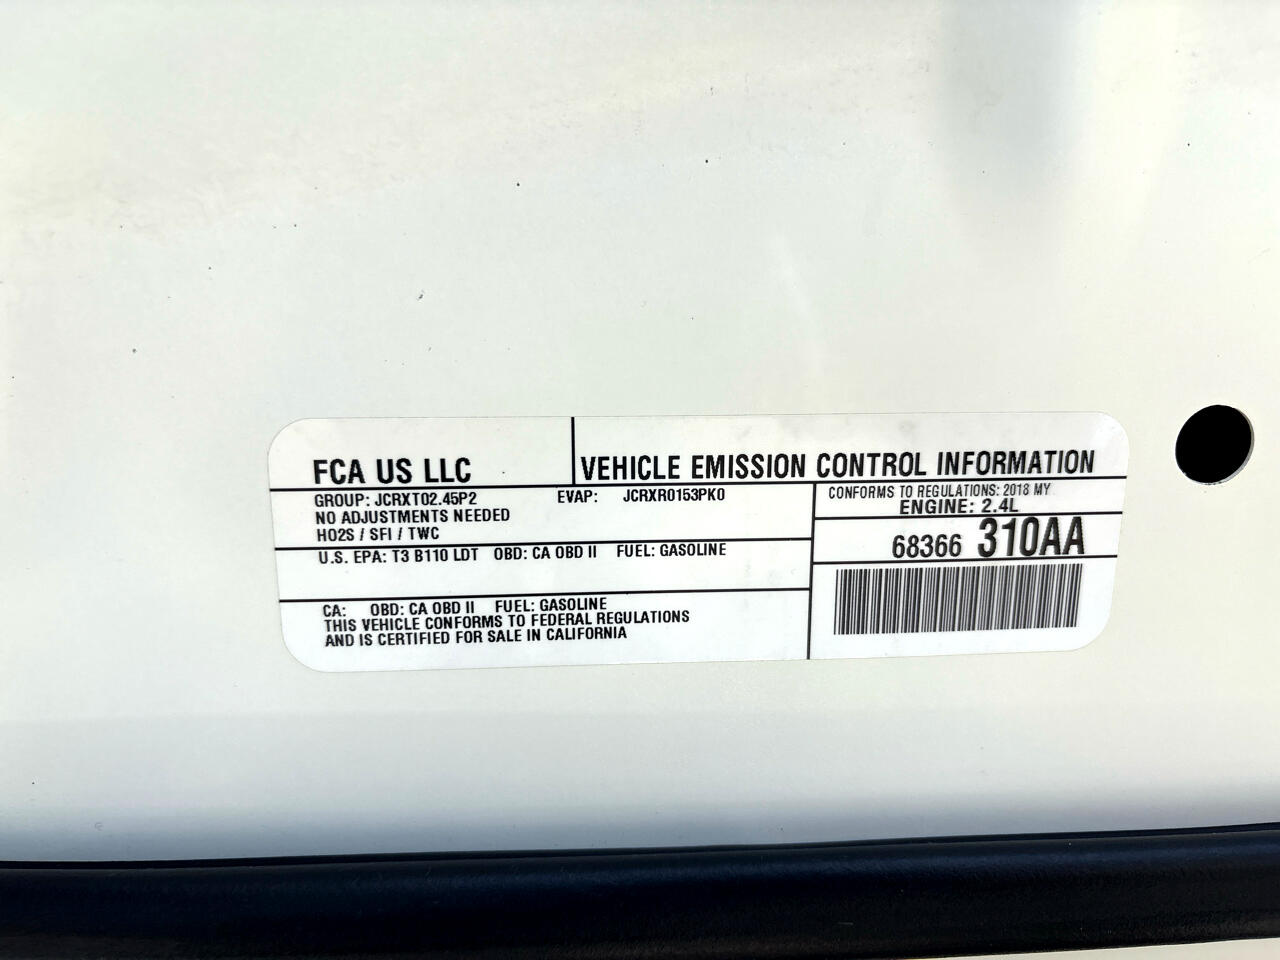 FCA US LLC
VEHICLE EMISSION CONTROL INFORMATION
GROUP: JCRXT02.45P2 EVAP: JCRXR0153PK0
NO ADJUSTMENTS NEEDED
HO2S / SFI / TWC
CONFORMS TO REGULATIONS: 2018 MY
ENGINE: 2.4L
68366 310AA
U.S. EPA: T3 B110 LDT OBD: CA OBD II FUEL: GASOLINE
CA: OBD: CA OBD II FUEL: GASOLINE
THIS VEHICLE CONFORMS TO FEDERAL REGULATIONS
AND IS CERTIFIED FOR SALE IN CALIFORNIA